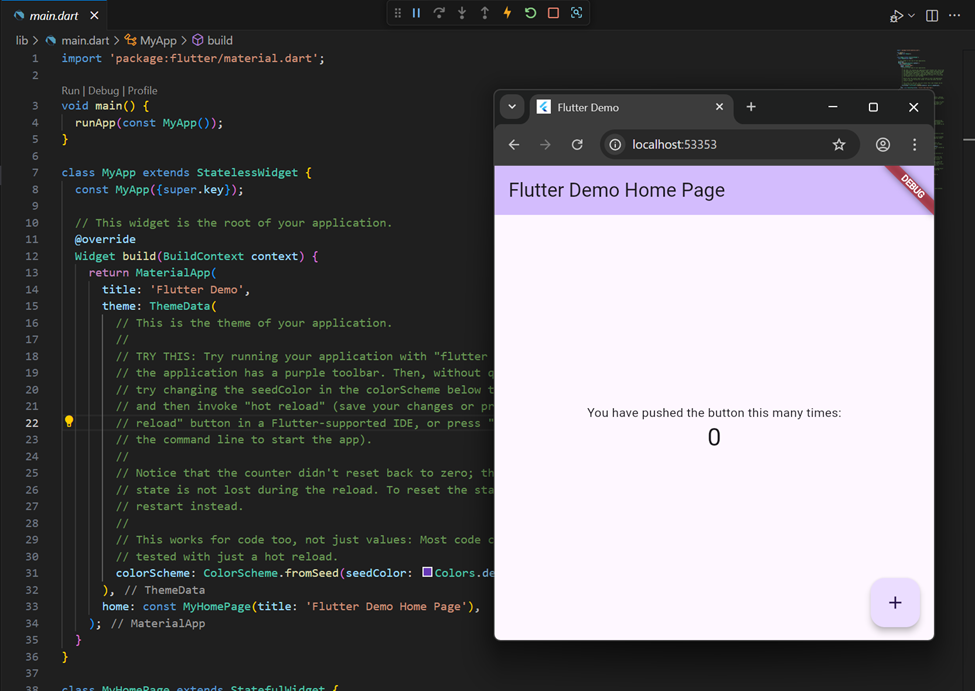 main.dart
lib > main.dart > MyApp > build
1 import 'package:flutter/material.dart';
2
Run | Debug | Profile
3 void main() {
4 runApp(const MyApp());
5 }
6
7 class MyApp extends StatelessWidget {
8 const MyApp({super.key});
9
10 // This widget is the root of your application.
11 @override
12 Widget build(BuildContext context) {
13 return MaterialApp(
14 title: 'Flutter Demo',
15 theme: ThemeData(
16 // This is the theme of your application.
17 //
18 // TRY THIS: Try running your application with "flutter
19 // the application has a purple toolbar. Then, without q
20 // try changing the seedColor in the colorScheme below t
21 // and then invoke "hot reload" (save your changes or pr
22 // reload" button in a Flutter-supported IDE, or press "
23 // the command line to start the app).
24 //
25 // Notice that the counter didn't reset back to zero; th
26 // state is not lost during the reload. To reset the sta
27 // restart instead.
28 //
29 // This works for code too, not just values: Most code c
30 // tested with just a hot reload.
31 colorScheme: ColorScheme.fromSeed(seedColor: Colors.de
32 ), // ThemeData
33 home: const MyHomePage(title: 'Flutter Demo Home Page'),
34 ); // MaterialApp
35 }
36 }
37
38 class MyHomePage extends StatefulWidget {
Flutter Demo
localhost:53353
Flutter Demo Home Page
DEBUG
You have pushed the button this many times:
0
+